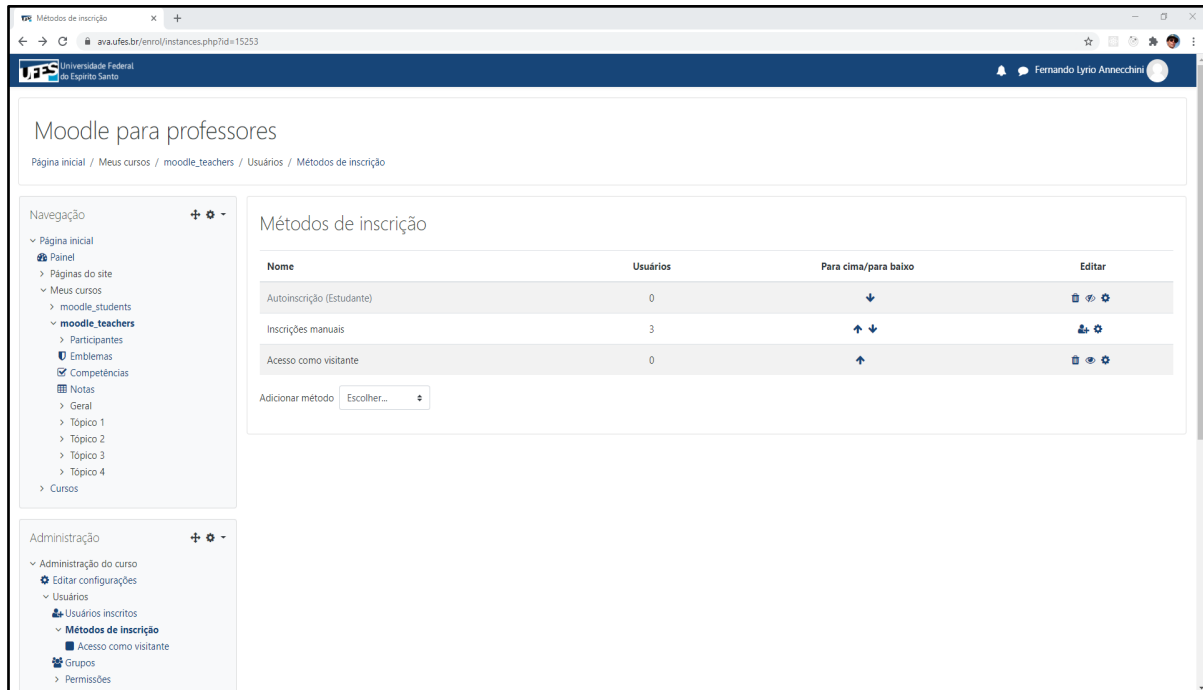 Métodos de inscrição
ava.ufes.br/enrol/instances.php?id=15253
UFES Universidade Federal
do Espírito Santo
Fernando Lyrio Annecchini
Moodle para professores
Página inicial / Meus cursos / moodle_teachers / Usuários / Métodos de inscrição
Navegação
Página inicial
Painel
Páginas do site
Meus cursos
moodle_students
moodle_teachers
Participantes
Emblemas
Competências
Notas
Geral
Tópico 1
Tópico 2
Tópico 3
Tópico 4
Cursos
Métodos de inscrição
Nome Usuários Para cima/para baixo Editar
Autoinscrição (Estudante) 0
Inscrições manuais 3
Acesso como visitante 0
Adicionar método Escolher...
Administração
Administração do curso
Editar configurações
Usuários
Usuários inscritos
Métodos de inscrição
Acesso como visitante
Grupos
Permissões